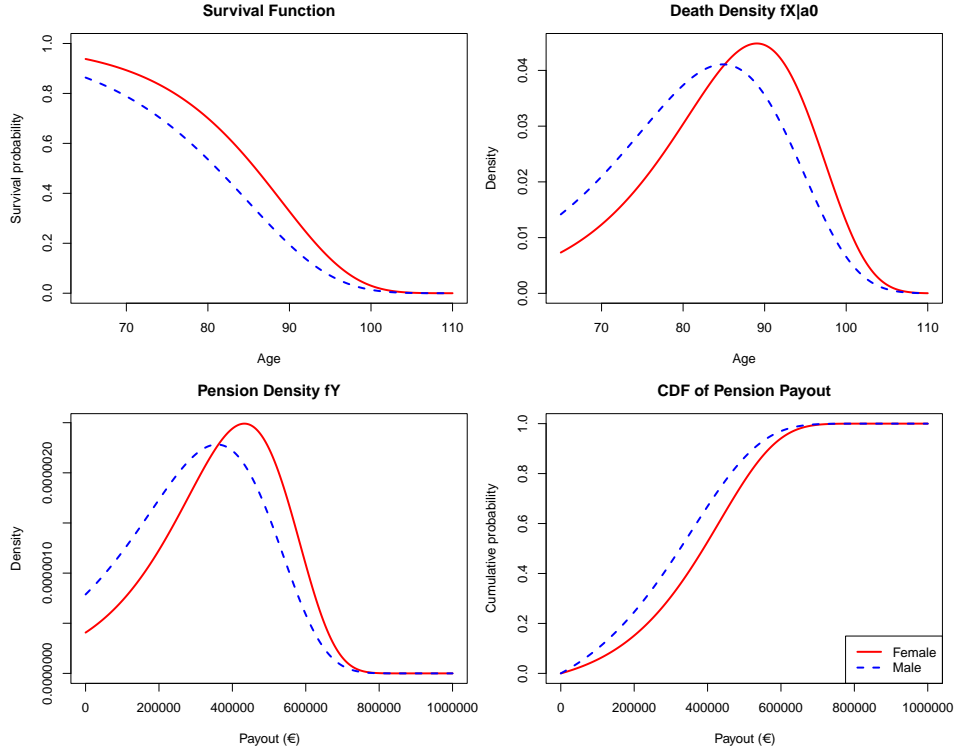 Survival Function
Survival probability
0.0 0.2 0.4 0.6 0.8 1.0
70 80 90 100 110
Age
Death Density fX|a0
Density
0.00 0.01 0.02 0.03 0.04
70 80 90 100 110
Age
Pension Density fY
Density
0.0000000 0.0000010 0.0000020
0 200000 400000 600000 800000 1000000
Payout (€)
CDF of Pension Payout
Cumulative probability
0.0 0.2 0.4 0.6 0.8 1.0
0 200000 400000 600000 800000 1000000
Payout (€)
Female
Male